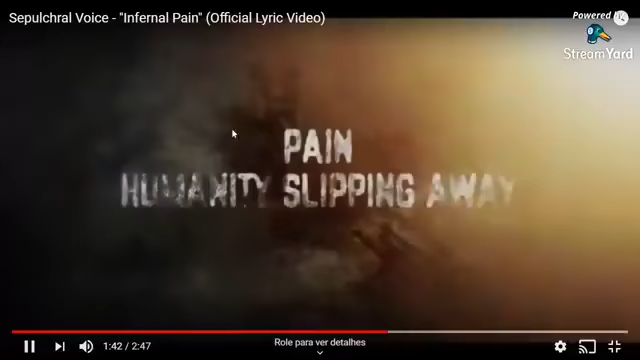 Sepulchral Voice - "Infernal Pain" (Official Lyric Video)
Powered by
StreamYard
PAIN
HUMANITY SLIPPING AWAY
1:42 / 2:47
Role para ver detalhes